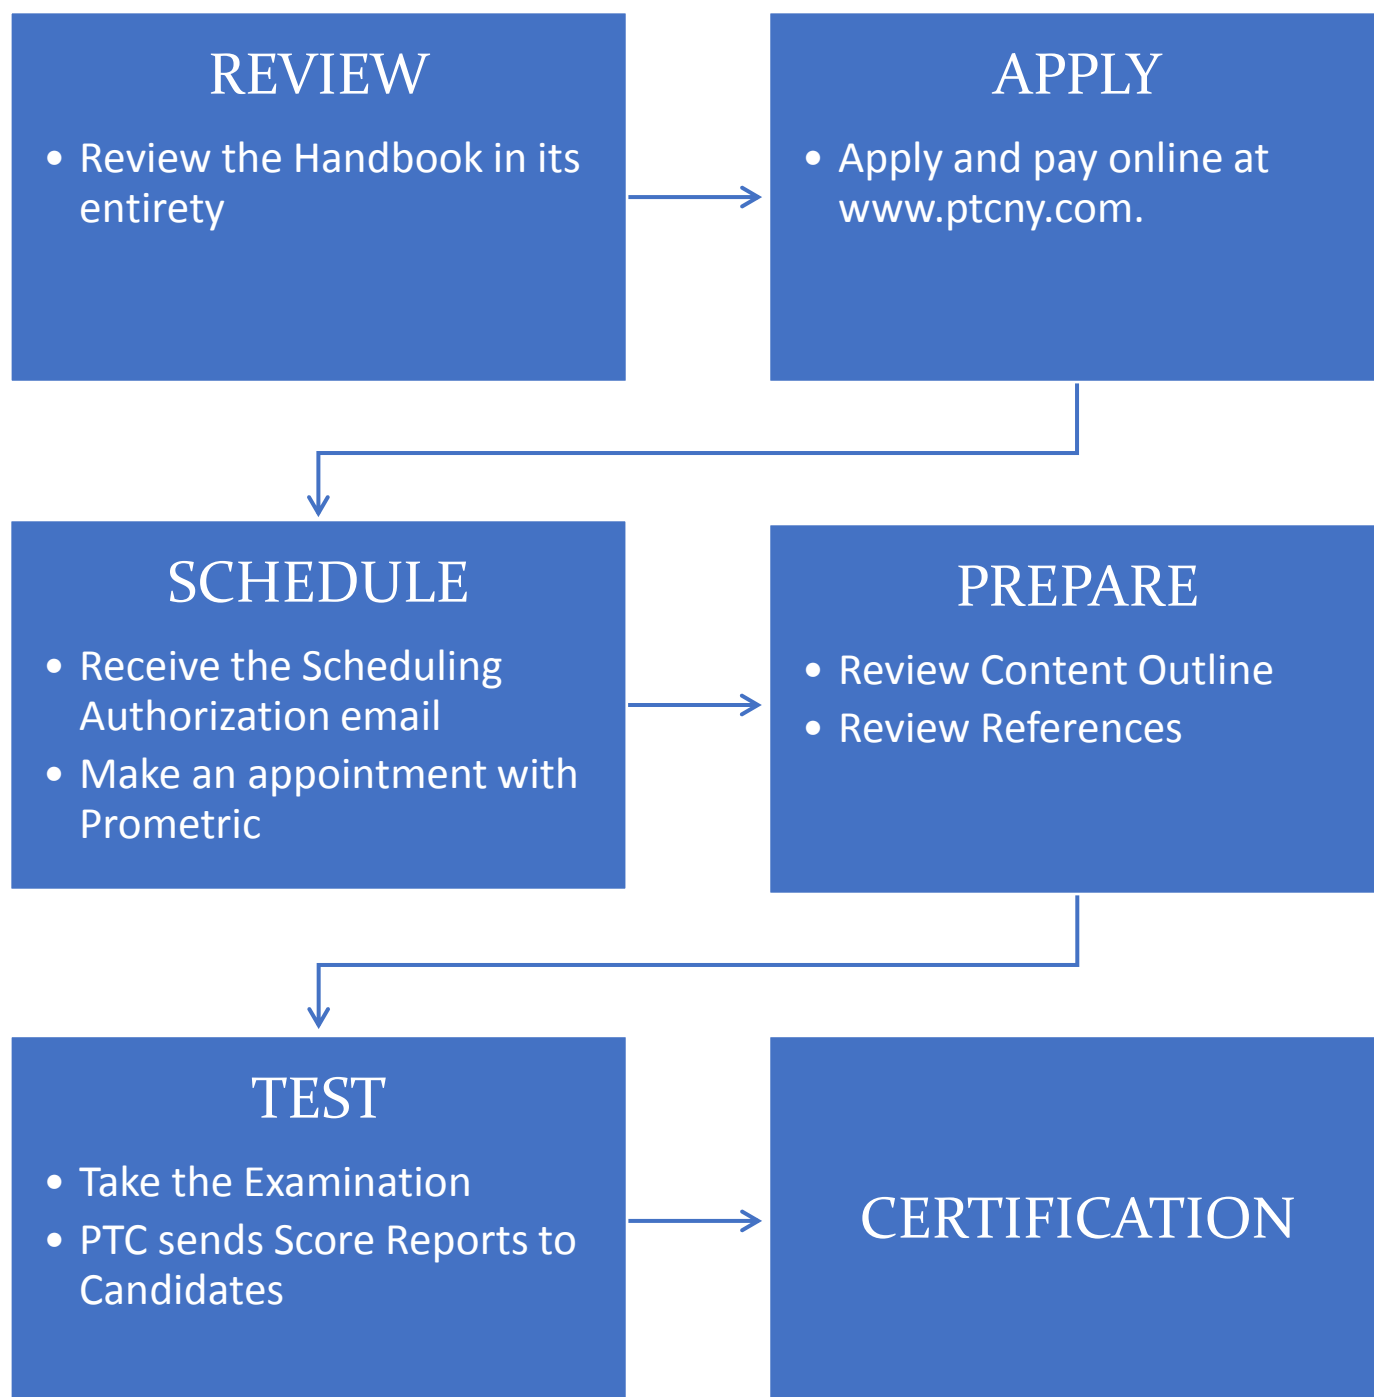 REVIEW
• Review the Handbook in its
entirety
APPLY
• Apply and pay online at
www.ptcny.com.
SCHEDULE
• Receive the Scheduling
Authorization email
• Make an appointment with
Prometric
PREPARE
• Review Content Outline
• Review References
TEST
• Take the Examination
• PTC sends Score Reports to
Candidates
CERTIFICATION